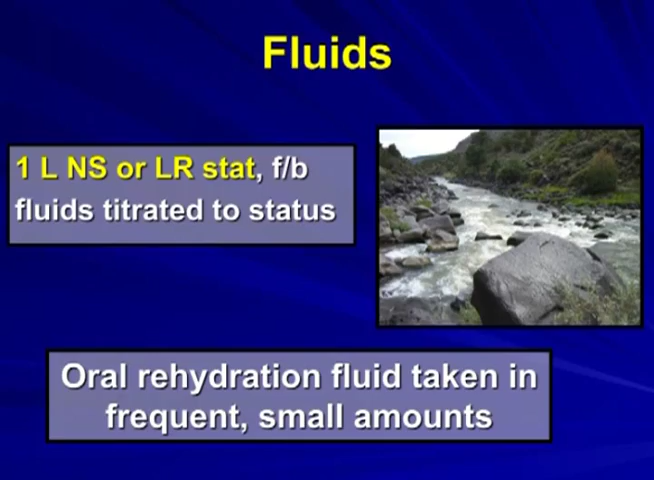 Fluids
1 L NS or LR stat, f/b
fluids titrated to status
Oral rehydration fluid taken in
frequent, small amounts